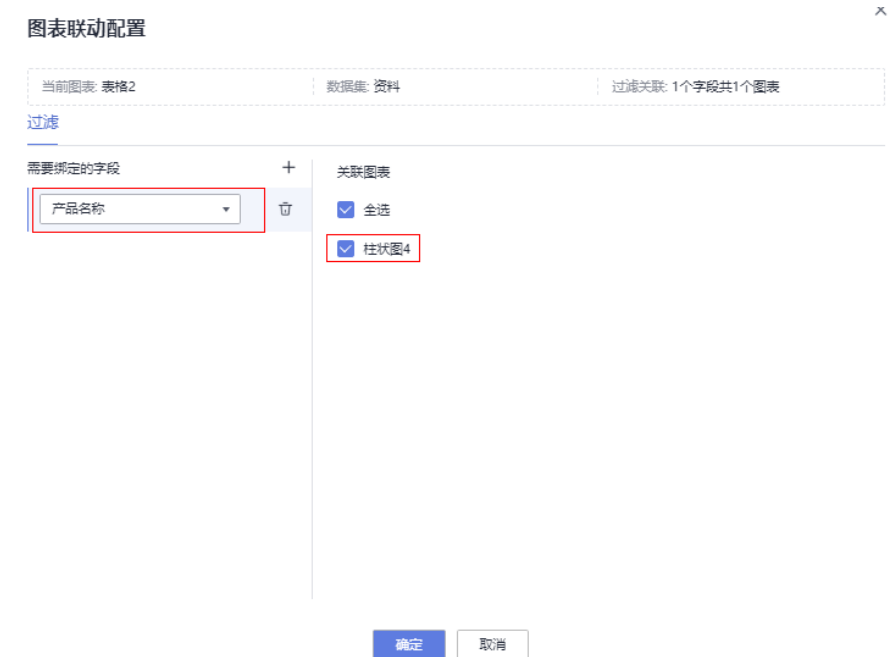 图表联动配置
当前图表: 表格2 数据集: 资料 过滤关联: 1个字段共1个图表
过滤
需要绑定的字段
产品名称
关联图表
全选
柱状图4
确定 取消